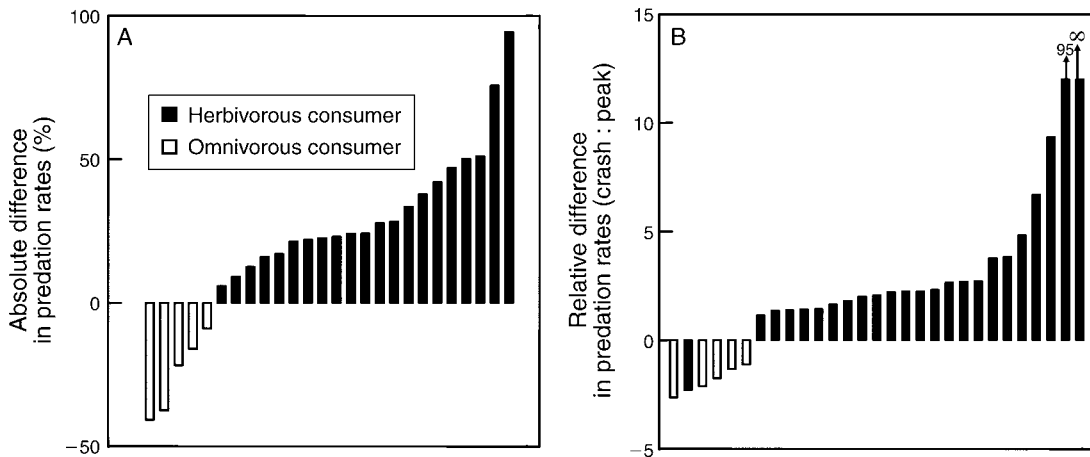 A
100
50
0
−50
Absolute difference
in predation rates (%)
Herbivorous consumer
Omnivorous consumer
B
15
10
5
0
−5
Relative difference
in predation rates (crash : peak)
95
∞